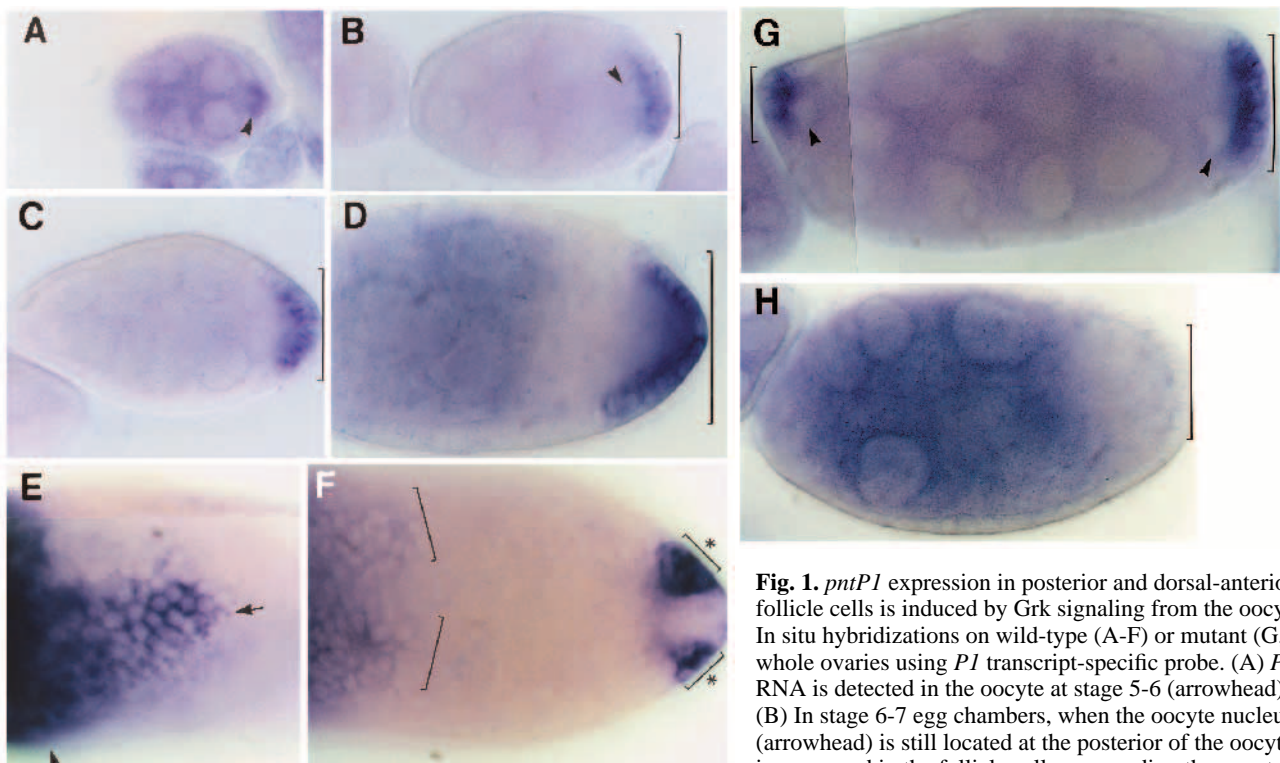 A
B
G
C
D
H
E
F
*
*
Fig. 1. pntP1 expression in posterior and dorsal-anterio
follicle cells is induced by Grk signaling from the oocy
In situ hybridizations on wild-type (A-F) or mutant (G
whole ovaries using P1 transcript-specific probe. (A) P
RNA is detected in the oocyte at stage 5-6 (arrowhead)
(B) In stage 6-7 egg chambers, when the oocyte nucleu
(arrowhead) is still located at the posterior of the oocyt